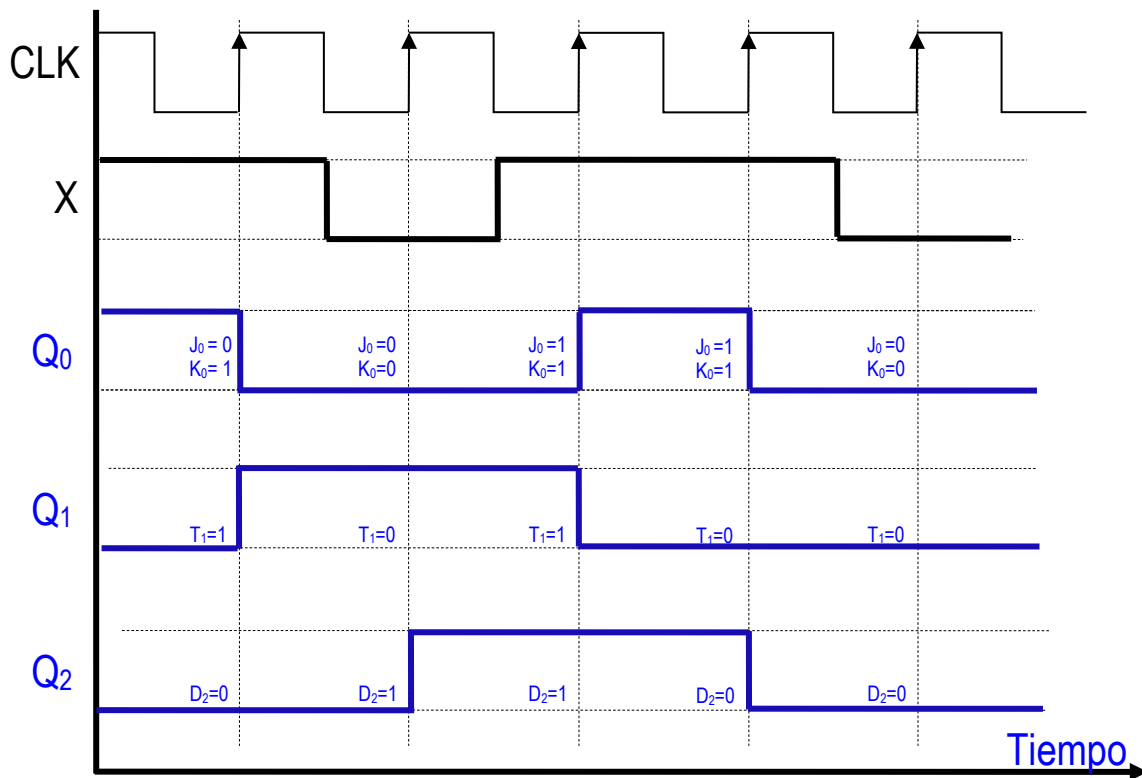 CLK
X
Q₀
J₀ = 0 J₀ =0 J₀ =1 J₀ =1 J₀ =0
K₀= 1 K₀=0 K₀=1 K₀=1 K₀=0
Q₁
T₁=1 T₁=0 T₁=1 T₁=0 T₁=0
Q₂
D₂=0 D₂=1 D₂=1 D₂=0 D₂=0
Tiempo